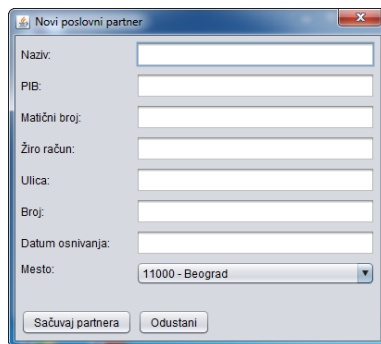 Novi poslovni partner
Naziv:
PIB:
Matični broj:
Žiro račun:
Ulica:
Broj:
Datum osnivanja:
Mesto: 11000 - Beograd
Sačuvaj partnera Odustani